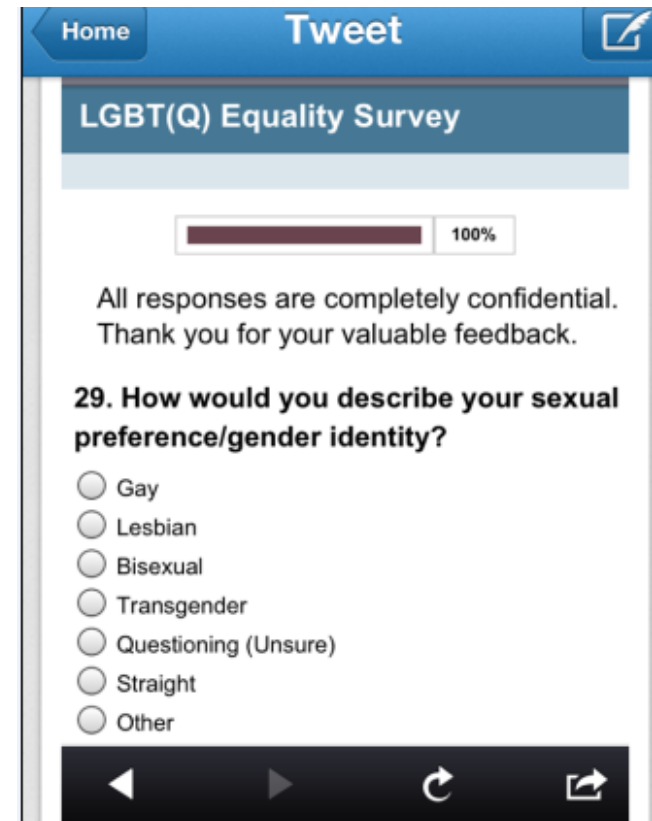 Home
Tweet
LGBT(Q) Equality Survey
100%
All responses are completely confidential.
Thank you for your valuable feedback.
29. How would you describe your sexual
preference/gender identity?
Gay
Lesbian
Bisexual
Transgender
Questioning (Unsure)
Straight
Other